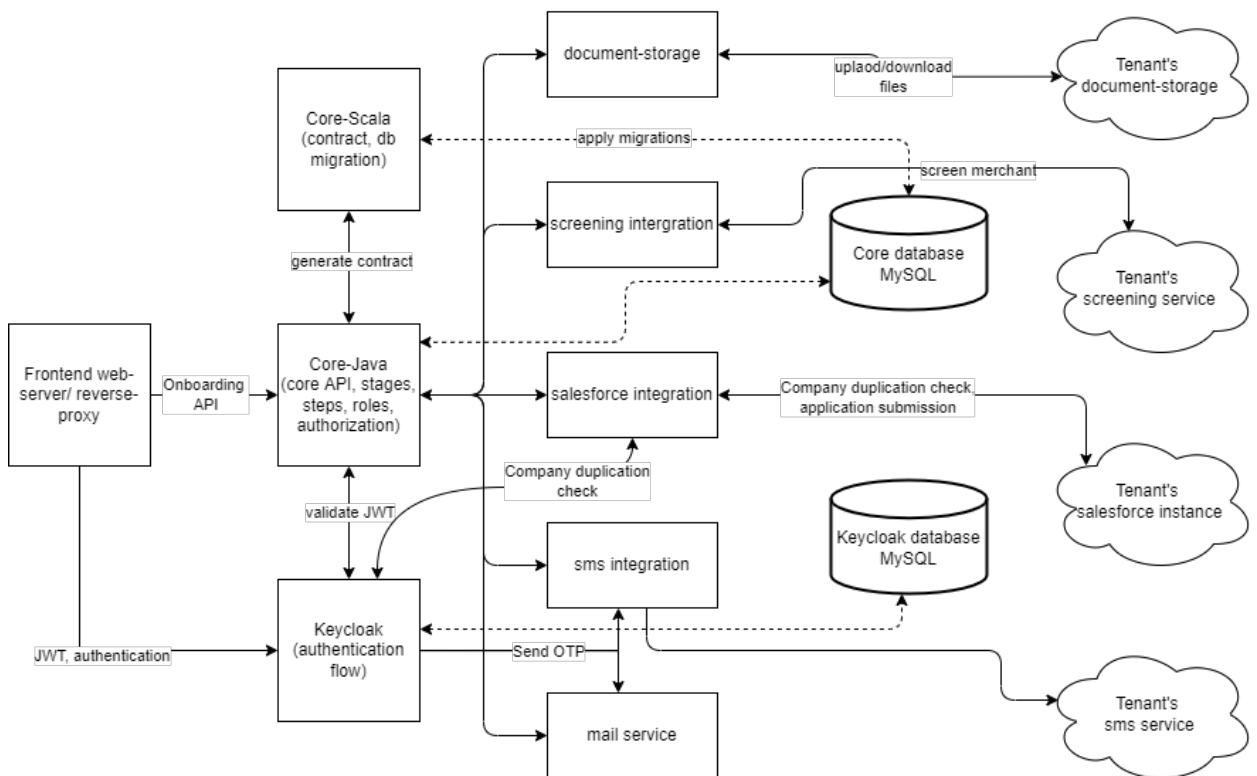 document-storage
uplaod/download
files
Tenant's
document-storage
Core-Scala
(contract, db
migration)
apply migrations
screen merchant
screening intergration
Core database
MySQL
Tenant's
screening service
generate contract
Frontend web-
server/ reverse-
proxy
Onboarding
API
Core-Java
(core API, stages,
steps, roles,
authorization)
salesforce integration
Company duplication check,
application submission
Company duplication
check
Tenant's
salesforce instance
validate JWT
Keycloak database
MySQL
sms integration
Keycloak
(authentication
flow)
JWT, authentication
Send OTP
mail service
Tenant's
sms service